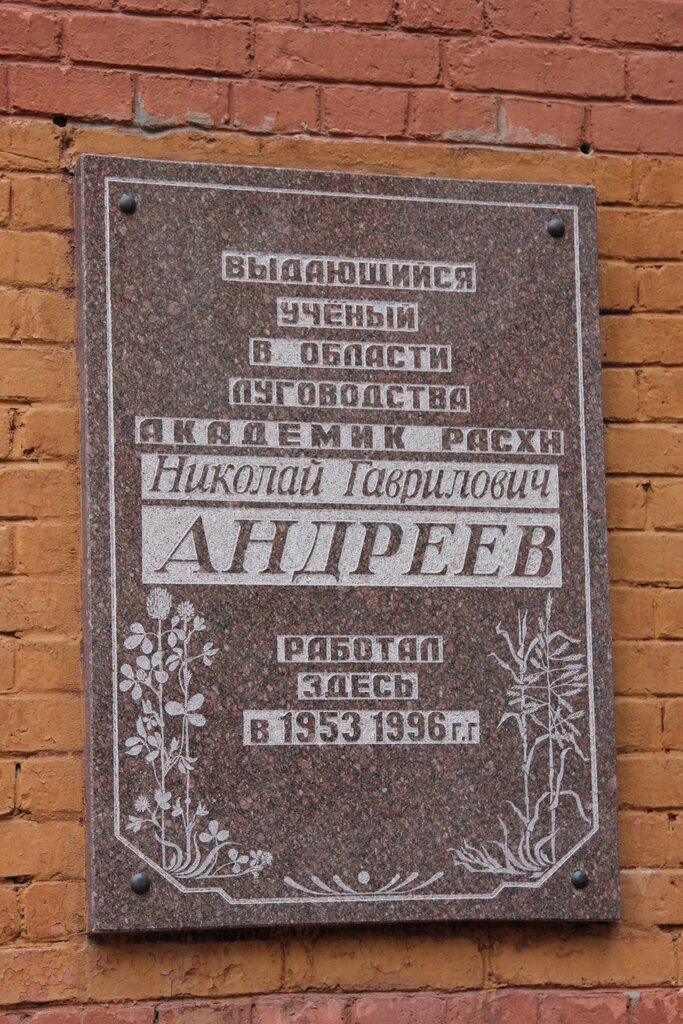 ВЫДАЮЩИЙСЯ
УЧЁНЫЙ
В ОБЛАСТИ
ЛУГОВОДСТВА
АКАДЕМИК РАСХН
Николай Гаврилович
АНДРЕЕВ
РАБОТАЛ
ЗДЕСЬ
в 1953 1996 г.г